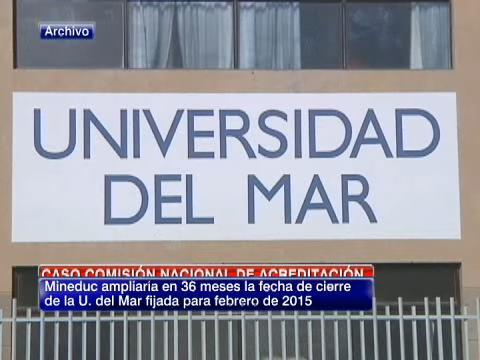 Archivo
UNIVERSIDAD
DEL MAR
CASO COMISIÓN NACIONAL DE ACREDITACIÓN
Mineduc ampliaría en 36 meses la fecha de cierre
de la U. del Mar fijada para febrero de 2015